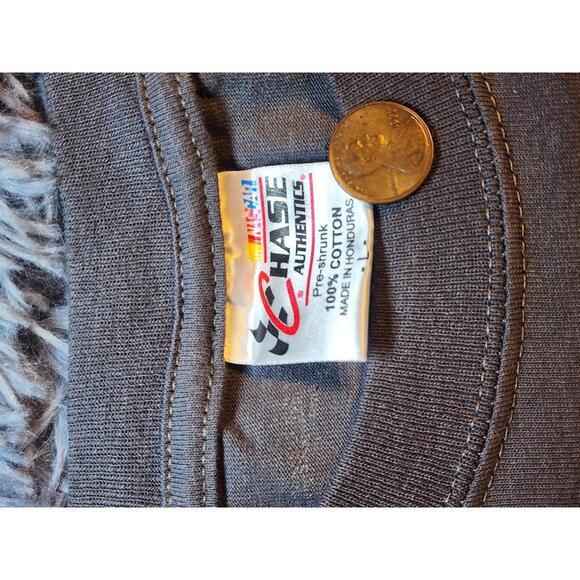 NASCAR
CHASE
AUTHENTICS®
®
Pre-shrunk
100% COTTON
MADE IN HONDURAS
- L -